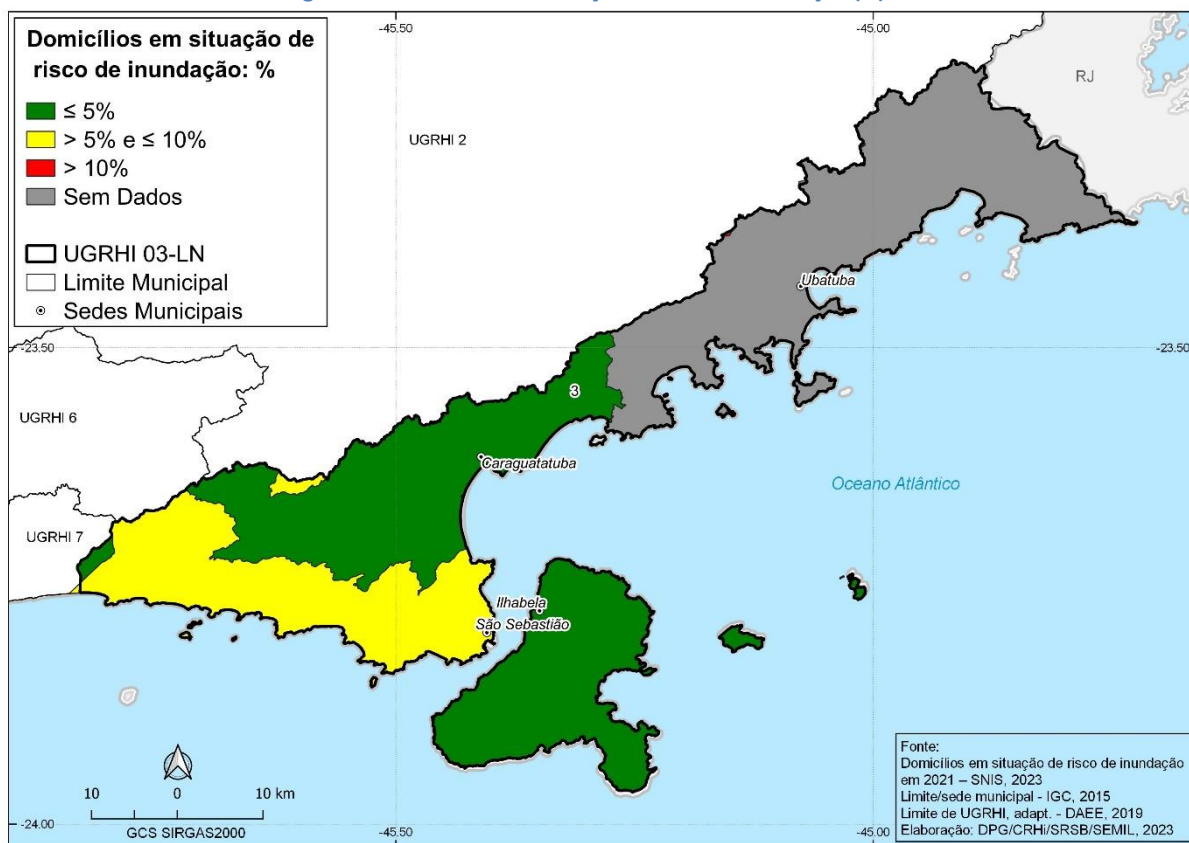 -45.50
-45.00
Domicílios em situação de
risco de inundação: %
≤ 5%
> 5% e ≤ 10%
> 10%
Sem Dados
UGRHI 03-LN
Limite Municipal
Sedes Municipais
RJ
UGRHI 2
Ubatuba
-23.50
-23.50
3
UGRHI 6
Caraguatatuba
Oceano Atlântico
UGRHI 7
Ilhabela
São Sebastião
Fonte:
Domicílios em situação de risco de inundação
em 2021 – SNIS, 2023
Limite/sede municipal - IGC, 2015
Limite de UGRHI, adapt. - DAEE, 2019
Elaboração: DPG/CRHi/SRSB/SEMIL, 2023
10 0 10 km
GCS SIRGAS2000
-24.00
-45.50
-45.00